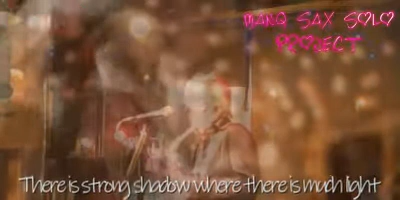 MANO SAX SOLO
PROJECT
There is strong shadow where there is much light